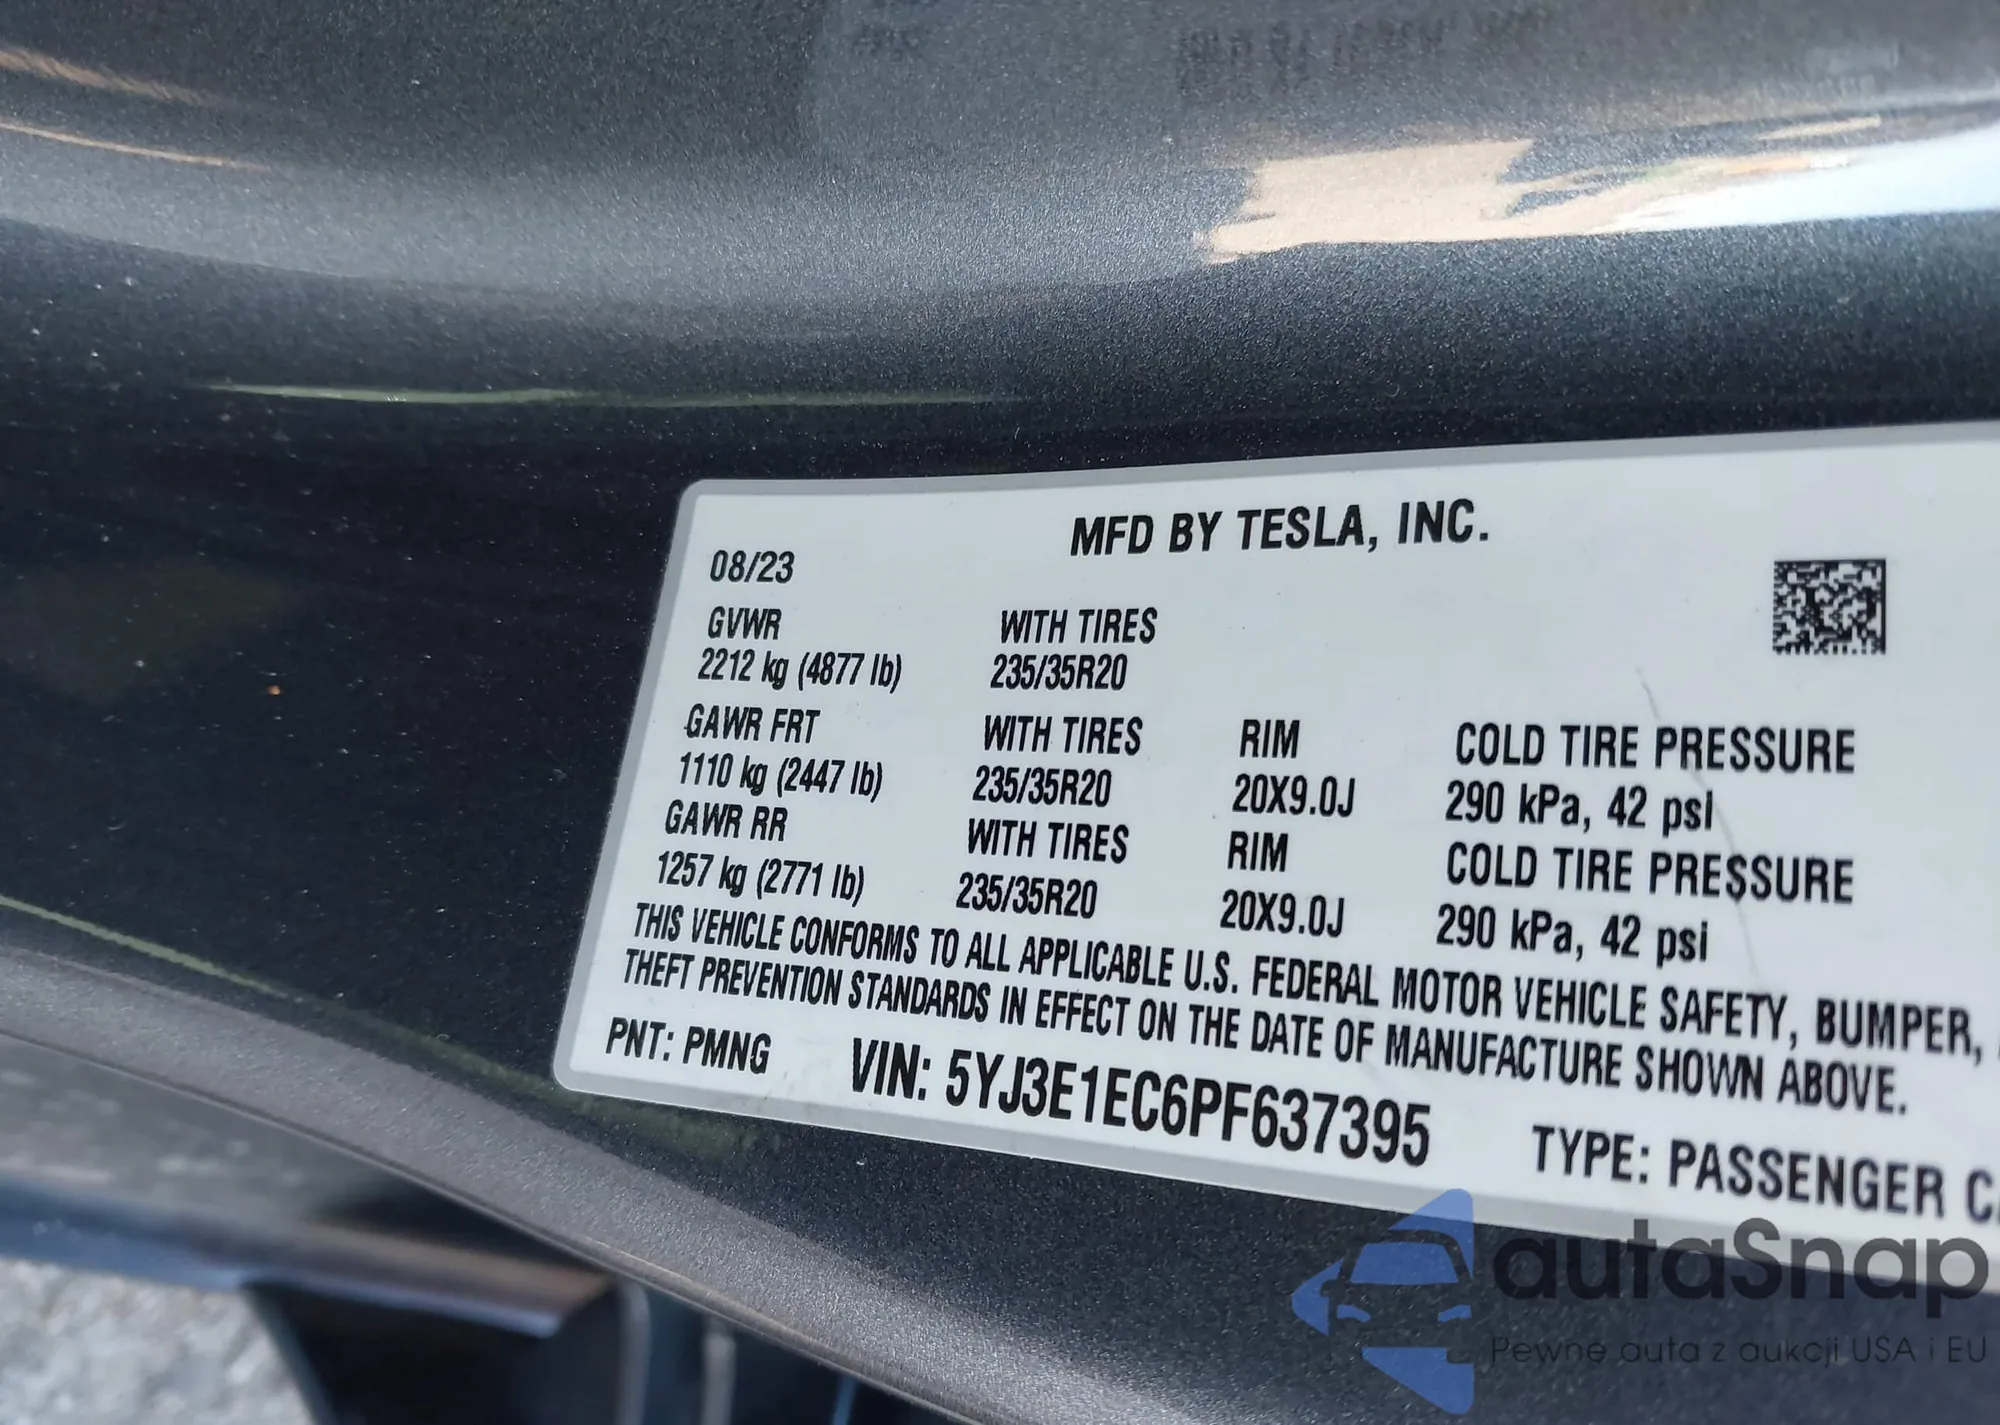 MFD BY TESLA, INC.
08/23
GVWR WITH TIRES
2212 kg (4877 lb) 235/35R20
GAWR FRT WITH TIRES RIM COLD TIRE PRESSURE
1110 kg (2447 lb) 235/35R20 20X9.0J 290 kPa, 42 psi
GAWR RR WITH TIRES RIM COLD TIRE PRESSURE
1257 kg (2771 lb) 235/35R20 20X9.0J 290 kPa, 42 psi
THIS VEHICLE CONFORMS TO ALL APPLICABLE U.S. FEDERAL MOTOR VEHICLE SAFETY, BUMPER,
THEFT PREVENTION STANDARDS IN EFFECT ON THE DATE OF MANUFACTURE SHOWN ABOVE.
PNT: PMNG VIN: 5YJ3E1EC6PF637395 TYPE: PASSENGER
autaSnap
Pewne auta z aukcji USA i EU